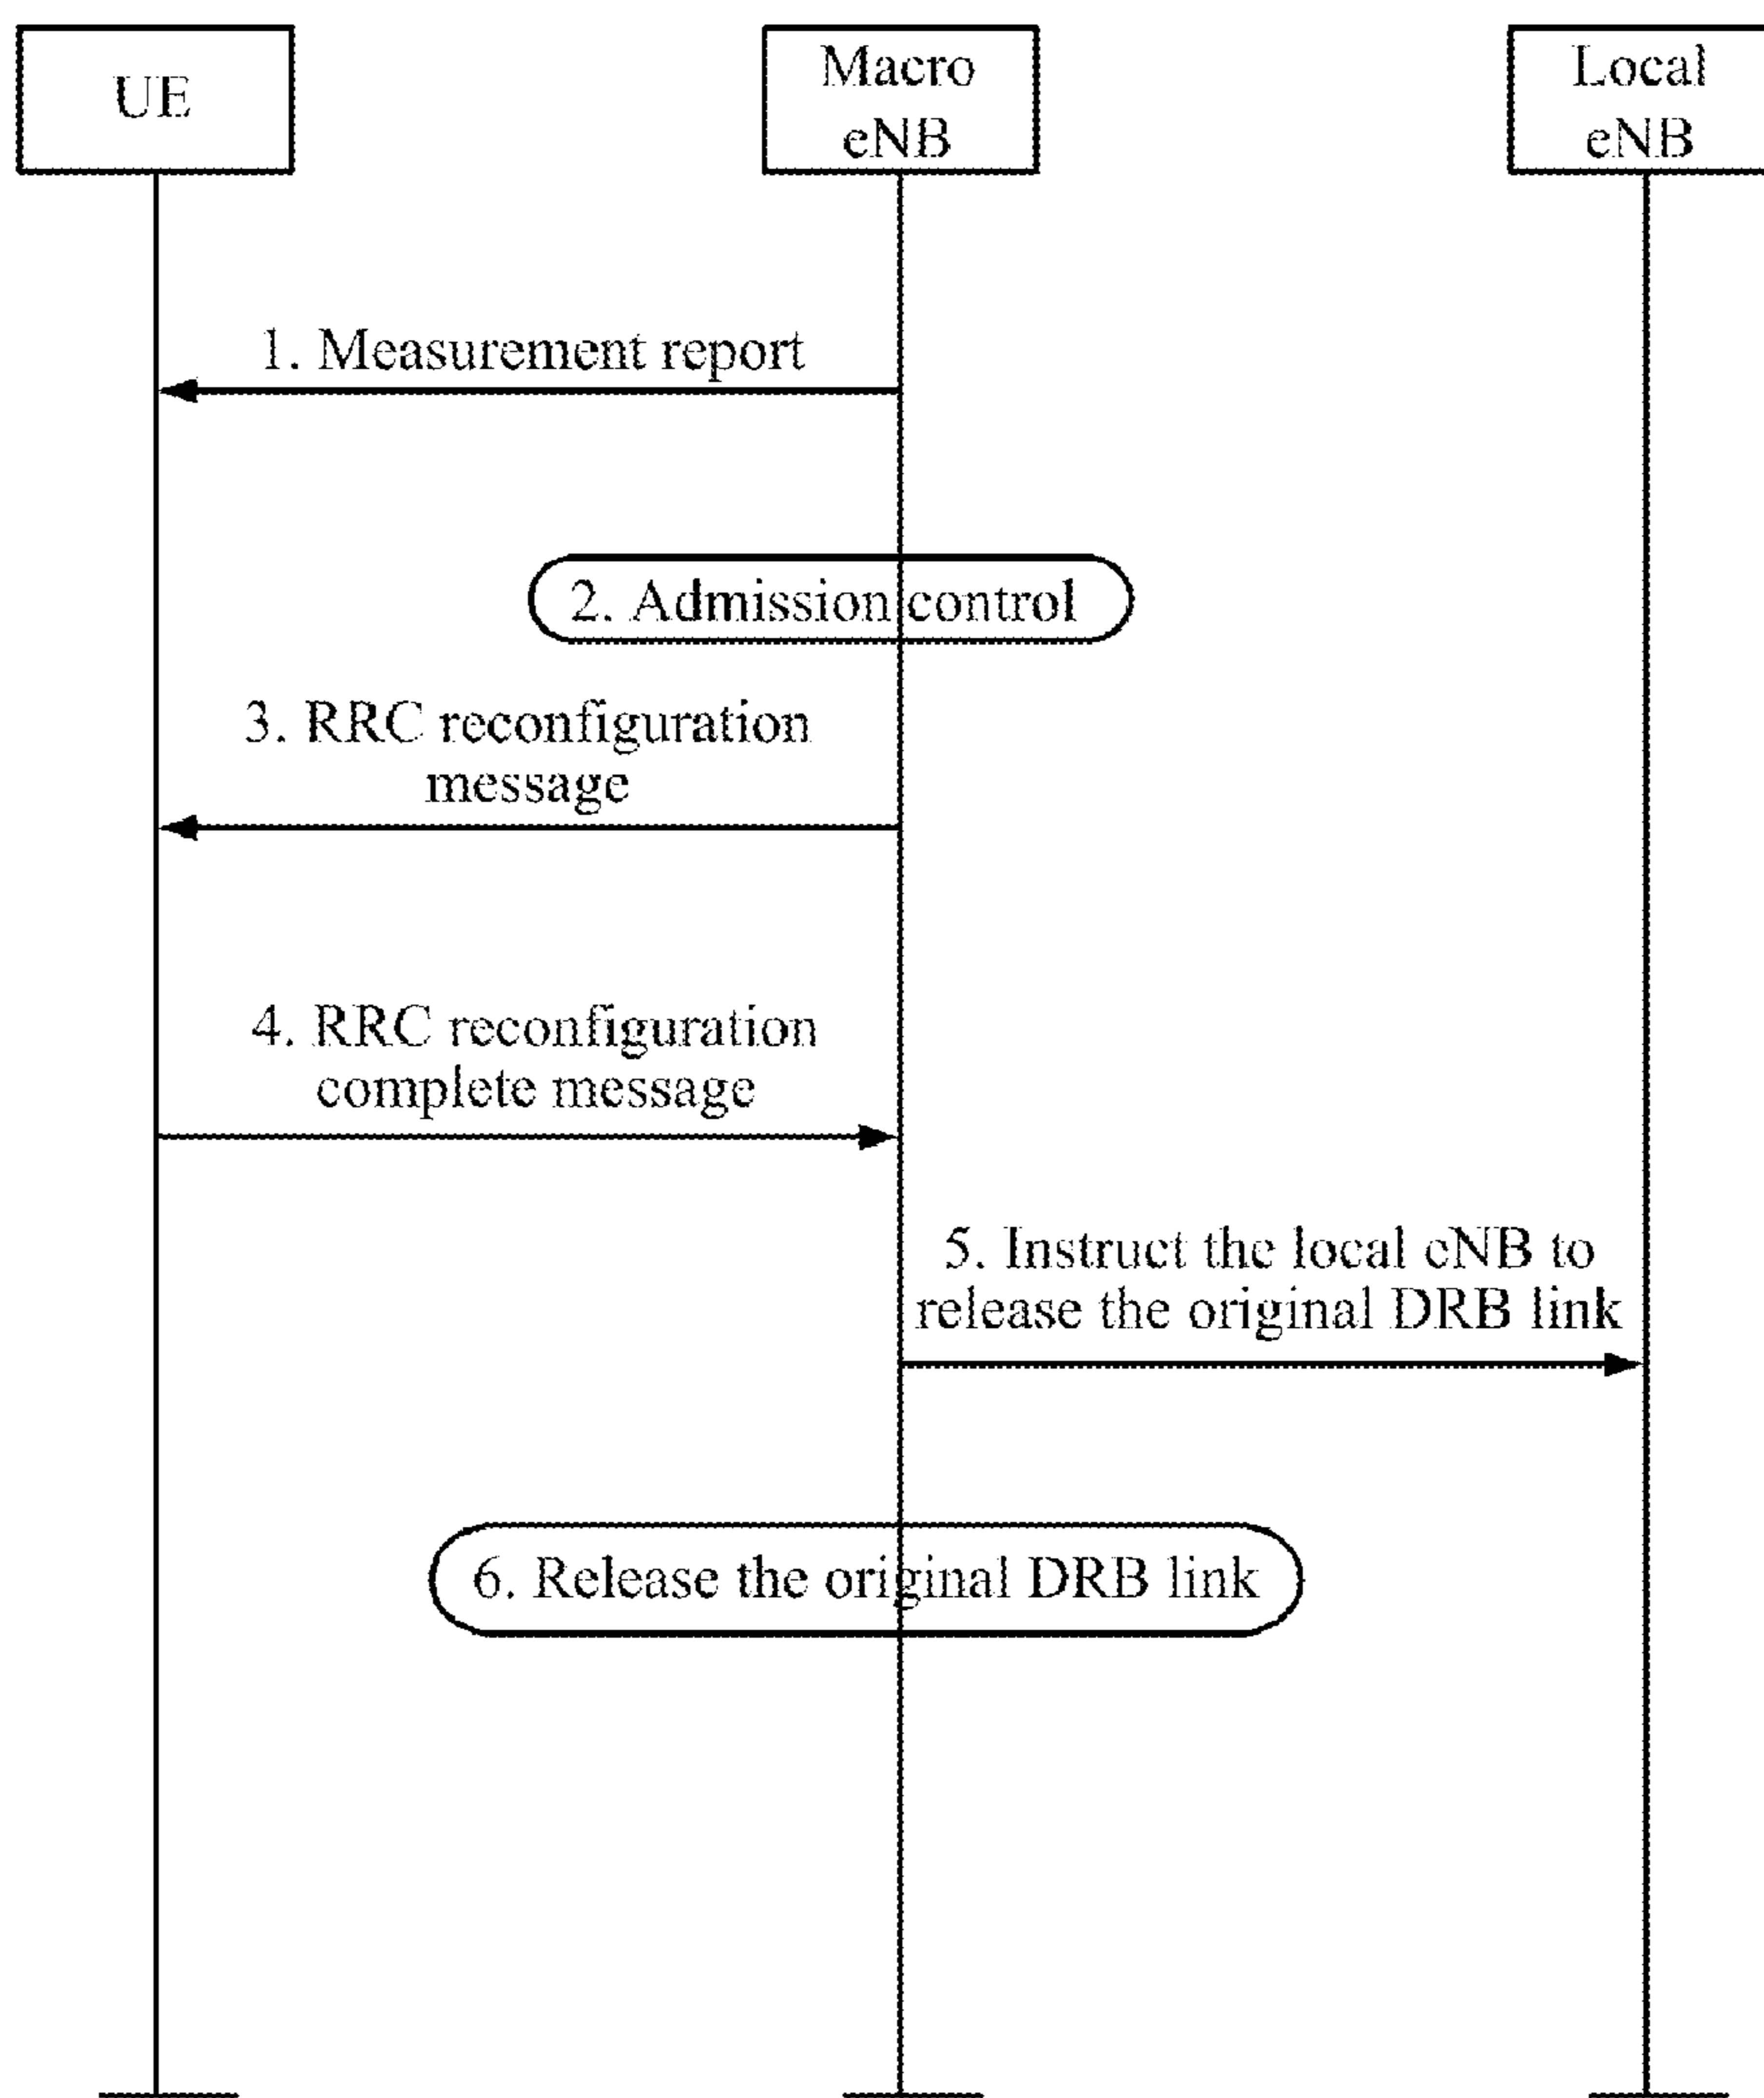 UE
Macro
eNB
Local
eNB
1. Measurement report
2. Admission control
3. RRC reconfiguration
message
4. RRC reconfiguration
complete message
5. Instruct the local eNB to
release the original DRB link
6. Release the original DRB link